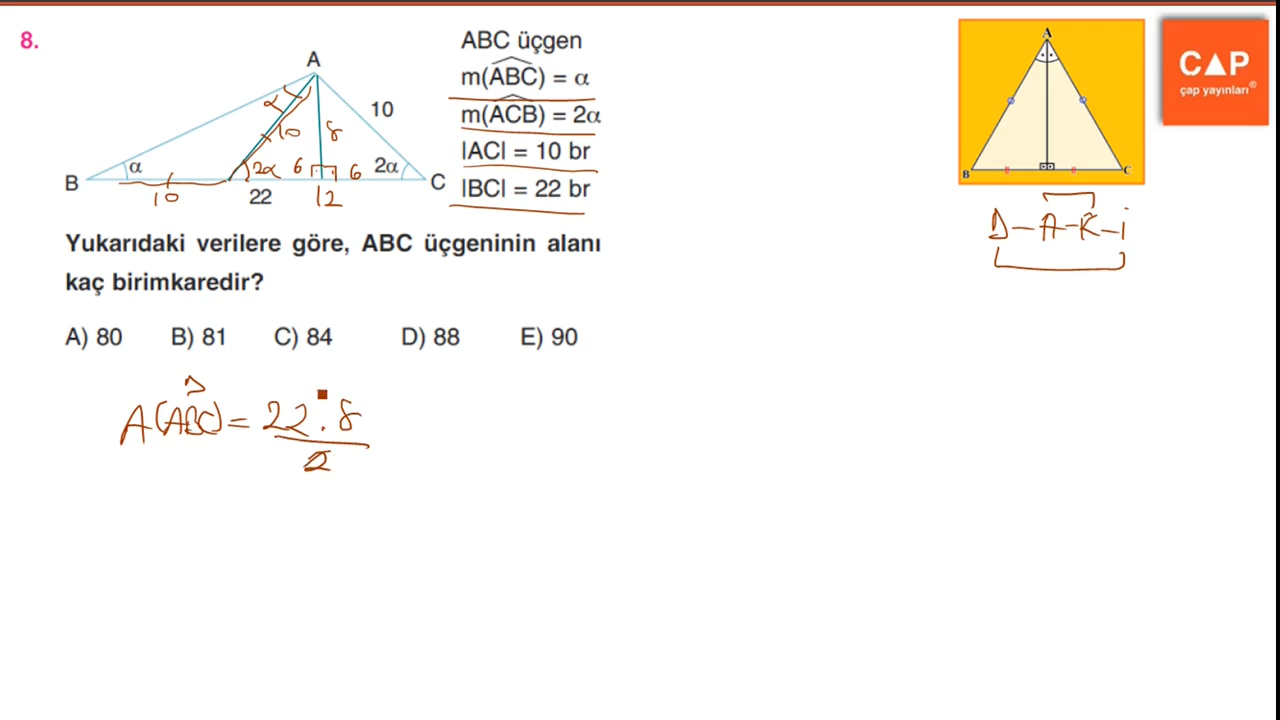 8.
A
B
C
α
2α
10
22
α
10
8
2α
6
6
10
12
ABC üçgen
m(ABC) = α
m(ACB) = 2α
|AC| = 10 br
|BC| = 22 br
Yukarıdaki verilere göre, ABC üçgeninin alanı
kaç birimkaredir?
A) 80 B) 81 C) 84 D) 88 E) 90
A(ABC) = 22.8
2
A
B
C
D-A-K-i
ÇAP
çap yayınları®